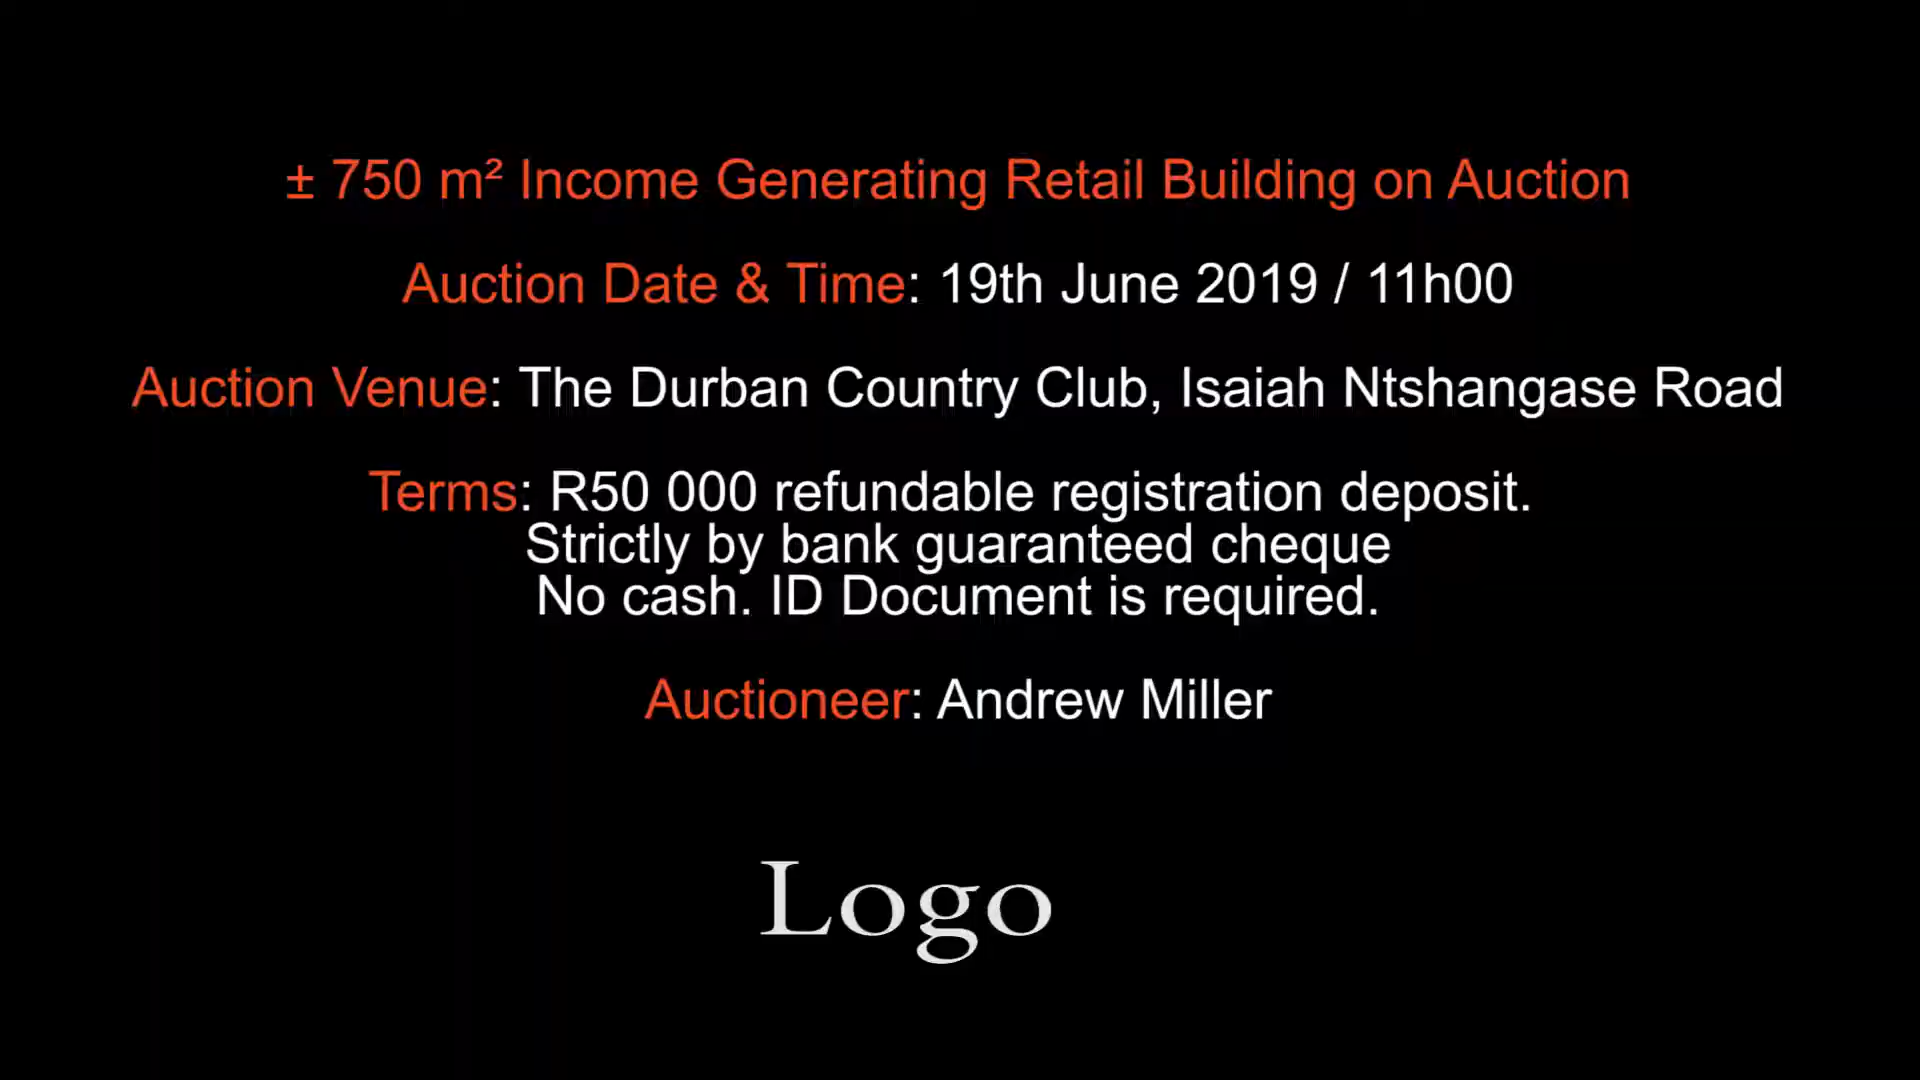 ± 750 m² Income Generating Retail Building on Auction
Auction Date & Time: 19th June 2019 / 11h00
Auction Venue: The Durban Country Club, Isaiah Ntshangase Road
Terms: R50 000 refundable registration deposit.
Strictly by bank guaranteed cheque
No cash. ID Document is required.
Auctioneer: Andrew Miller
Logo